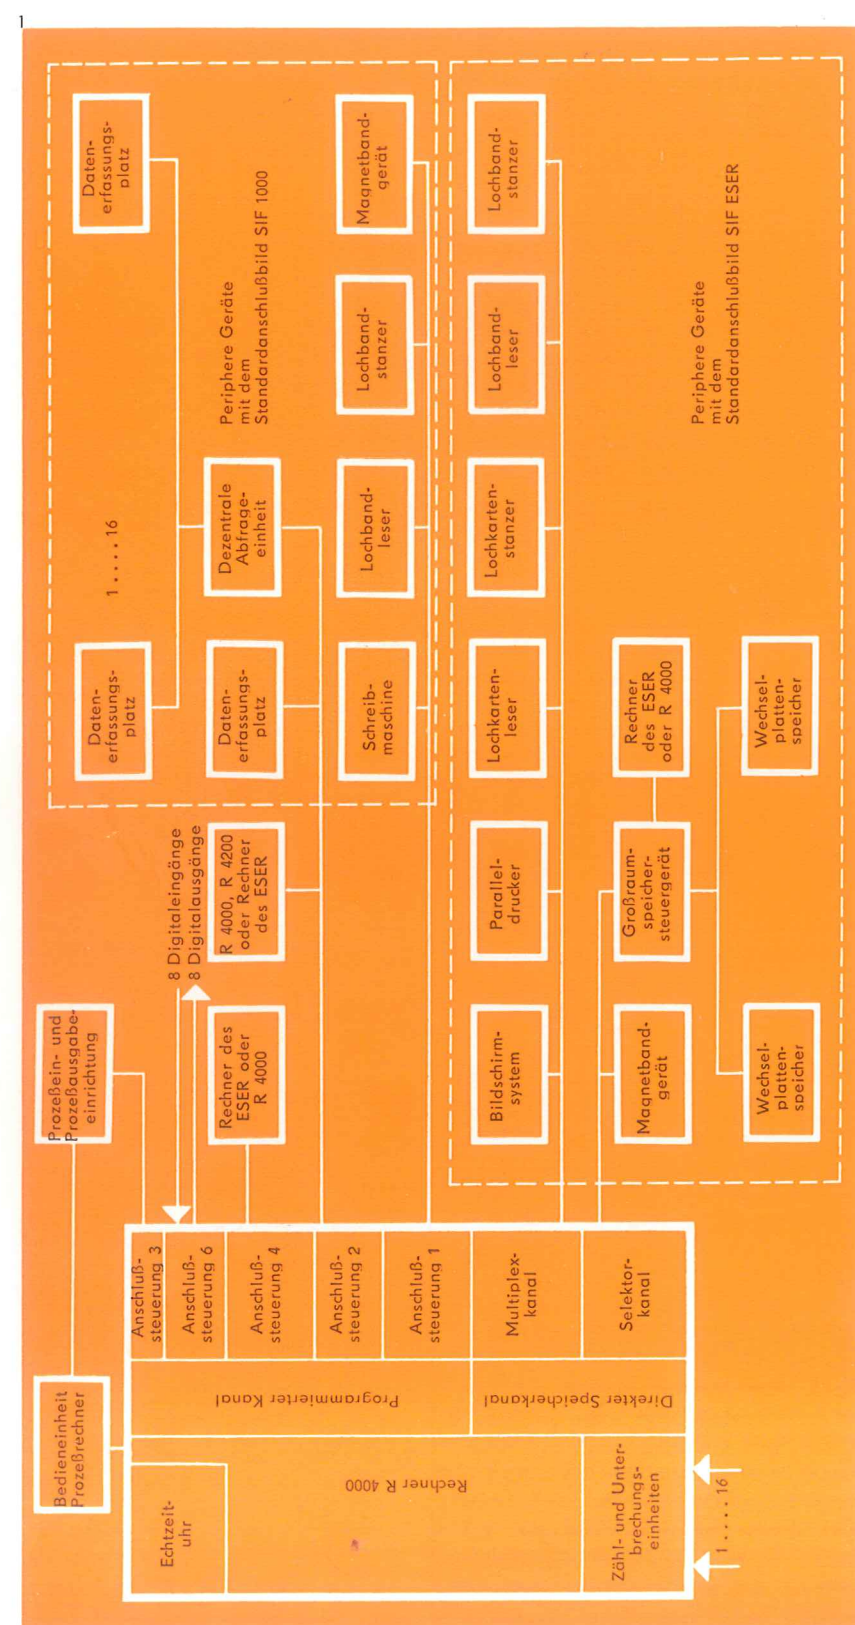 1
Bedieneinheit
Prozeßrechner
Prozeßein- und
Prozeßausgabe-
einrichtung
Daten-
erfassungs-
platz
1 . . . . 16
Daten-
erfassungs-
platz
8 Digitaleingänge
8 Digitalausgänge
Echtzeit-
uhr
Rechner R 4000
Zähl- und Unter-
brechungs-
einheiten
1 . . . . 16
Programmierter Kanal
Direkter Speicherkanal
Anschluß-
steuerung 3
Anschluß-
steuerung 6
Anschluß-
steuerung 4
Anschluß-
steuerung 2
Anschluß-
steuerung 1
Multiplex-
kanal
Selektor-
kanal
Rechner des
ESER oder
R 4000
R 4000, R 4200
oder Rechner
des ESER
Daten-
erfassungs-
platz
Dezentrale
Abfrage-
einheit
Periphere Geräte
mit dem
Standardanschlußbild SIF 1000
Schreib-
maschine
Lochband-
leser
Lochband-
stanzer
Magnetband-
gerät
Bildschirm-
system
Parallel-
drucker
Lochkarten-
leser
Lochkarten-
stanzer
Lochband-
leser
Lochband-
stanzer
Magnetband-
gerät
Großraum-
speicher-
steuergerät
Rechner
des ESER
oder R 4000
Periphere Geräte
mit dem
Standardanschlußbild SIF ESER
Wechsel-
platten-
speicher
Wechsel-
platten-
speicher